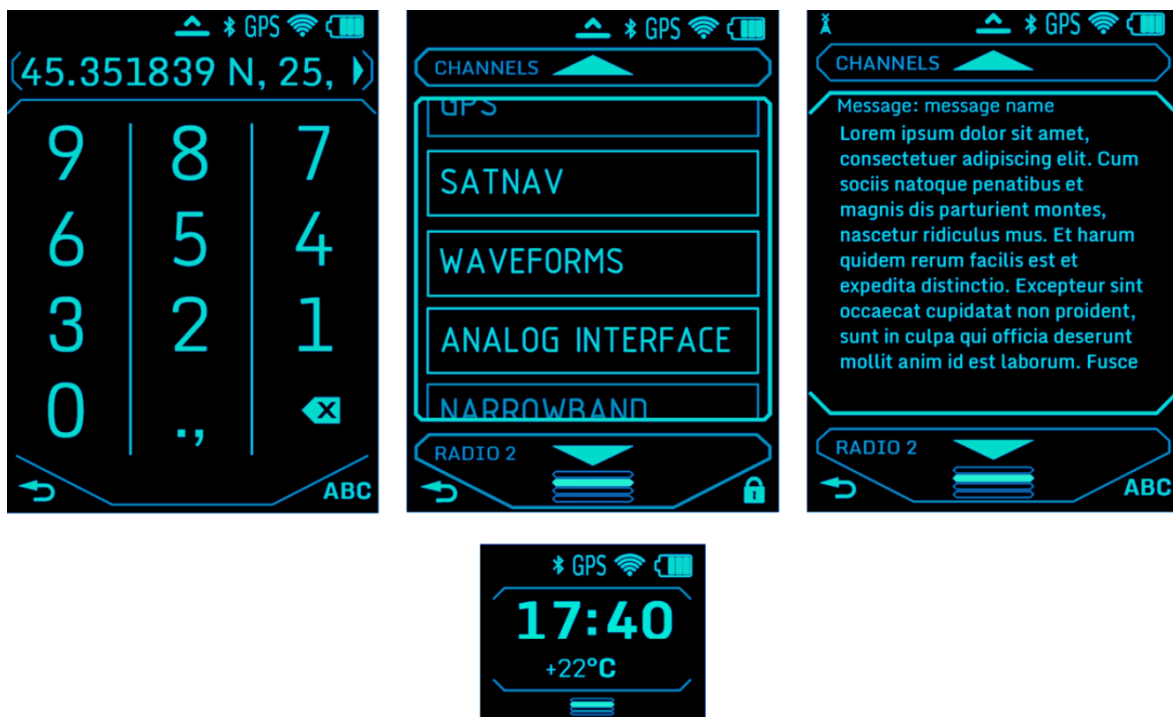 GPS
45.351839 N, 25,
9 8 7
6 5 4
3 2 1
0 .,
ABC
GPS
CHANNELS
GPS
SATNAV
WAVEFORMS
ANALOG INTERFACE
NARROWBAND
RADIO 2
GPS
CHANNELS
Message: message name
Lorem ipsum dolor sit amet,
consectetuer adipiscing elit. Cum
sociis natoque penatibus et
magnis dis parturient montes,
nascetur ridiculus mus. Et harum
quidem rerum facilis est et
expedita distinctio. Excepteur sint
occaecat cupidatat non proident,
sunt in culpa qui officia deserunt
mollit anim id est laborum. Fusce
RADIO 2
ABC
GPS
17:40
+22°C